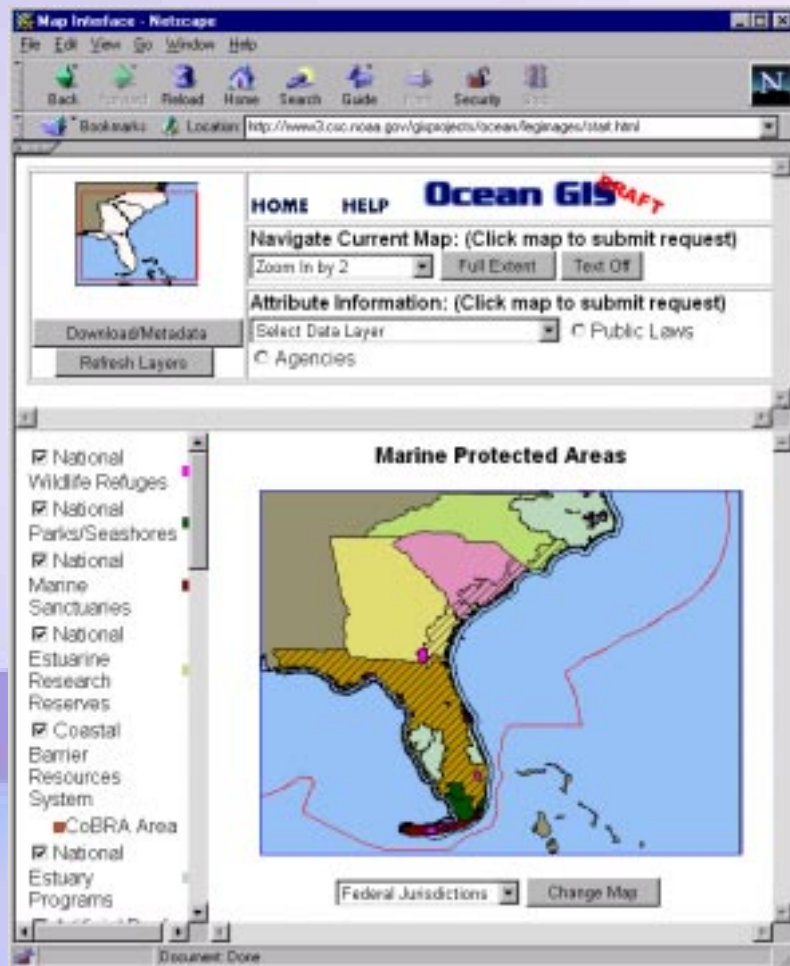 Map Interface - Netscape
File Edit View Go Window Help
Back Forward Reload Home Search Guide Print Security Stop
N
Bookmarks Location: http://www3.csc.noaa.gov/gisprojects/ocean/legimages/start.html
HOME HELP Ocean GIS DRAFT
Navigate Current Map: (Click map to submit request)
Zoom In by 2 Full Extent Text Off
Attribute Information: (Click map to submit request)
Download/Metadata
Select Data Layer Public Laws
Refresh Layers
Agencies
National
Wildlife Refuges
National
Parks/Seashores
National
Marine
Sanctuaries
National
Estuarine
Research
Reserves
Coastal
Barrier
Resources
System
CoBRA Area
National
Estuary
Programs
Marine Protected Areas
Federal Jurisdictions Change Map
Document: Done